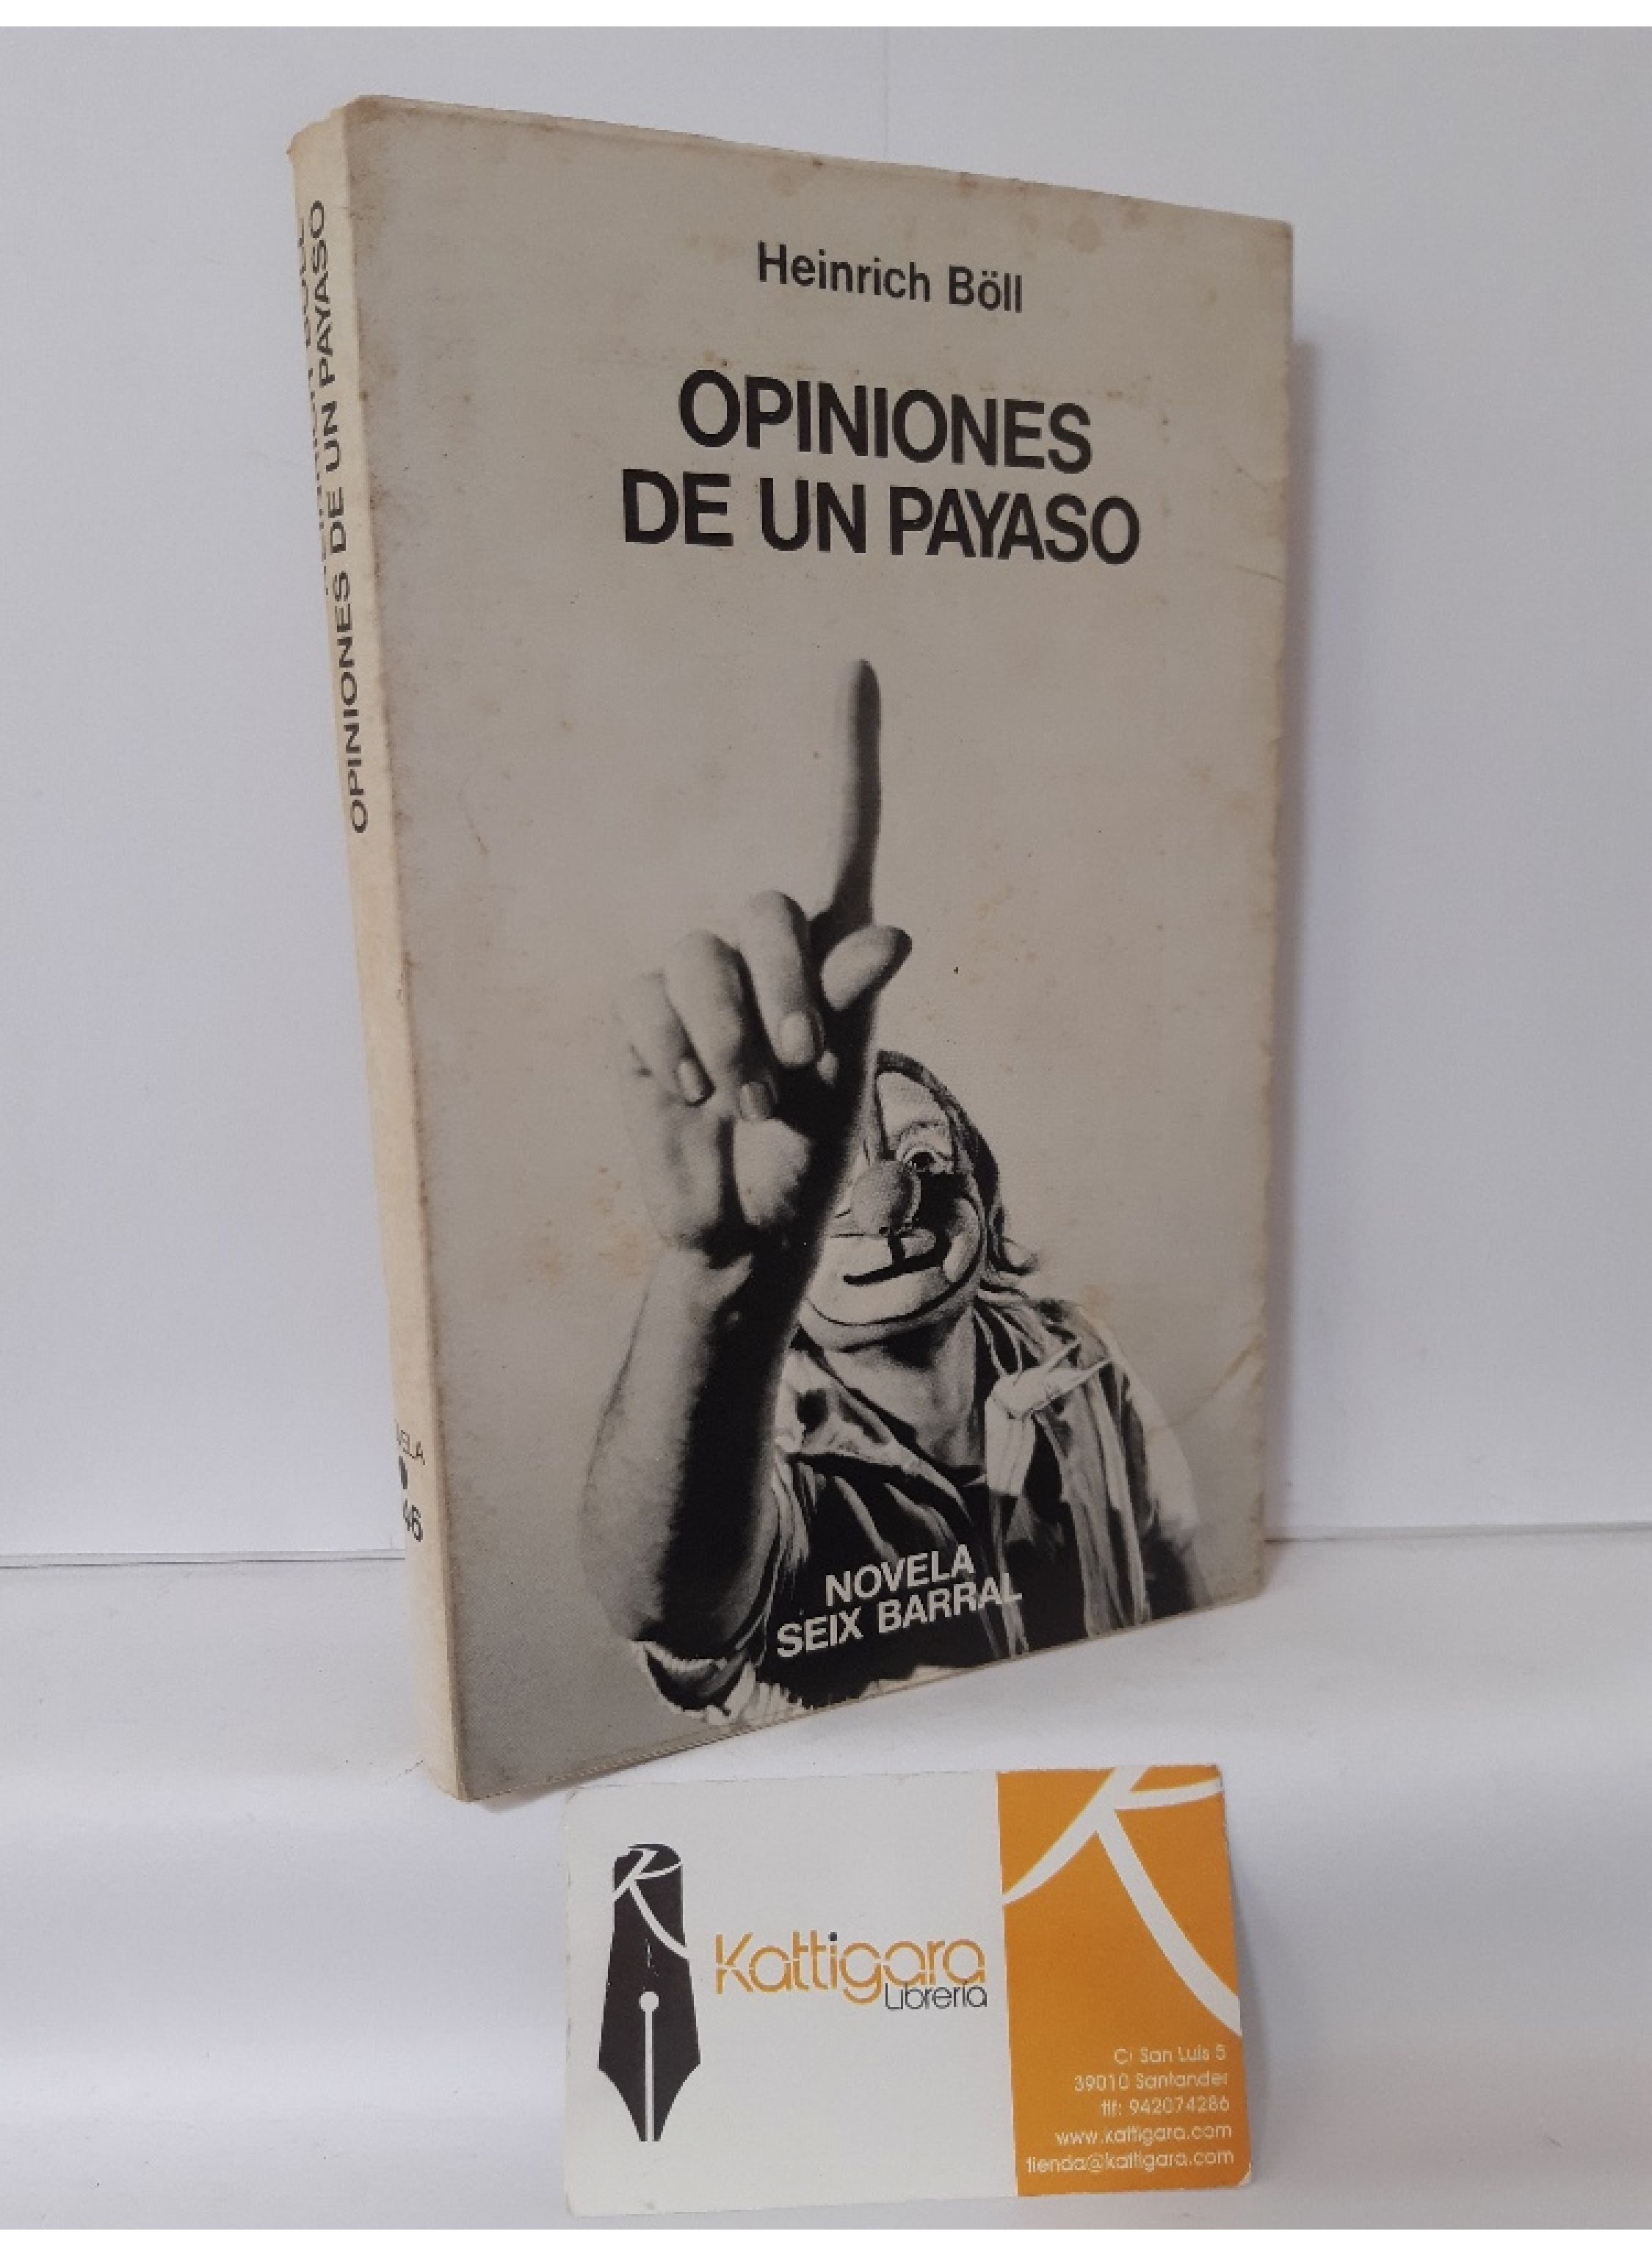 OPINIONES DE UN PAYASO
46
Heinrich Böll
OPINIONES
DE UN PAYASO
NOVELA
SEIX BARRAL
Kattigara
Librería
C/ San Luis 5
39010 Santander
tlf: 942074286
www.kattigara.com
tienda@kattigara.com